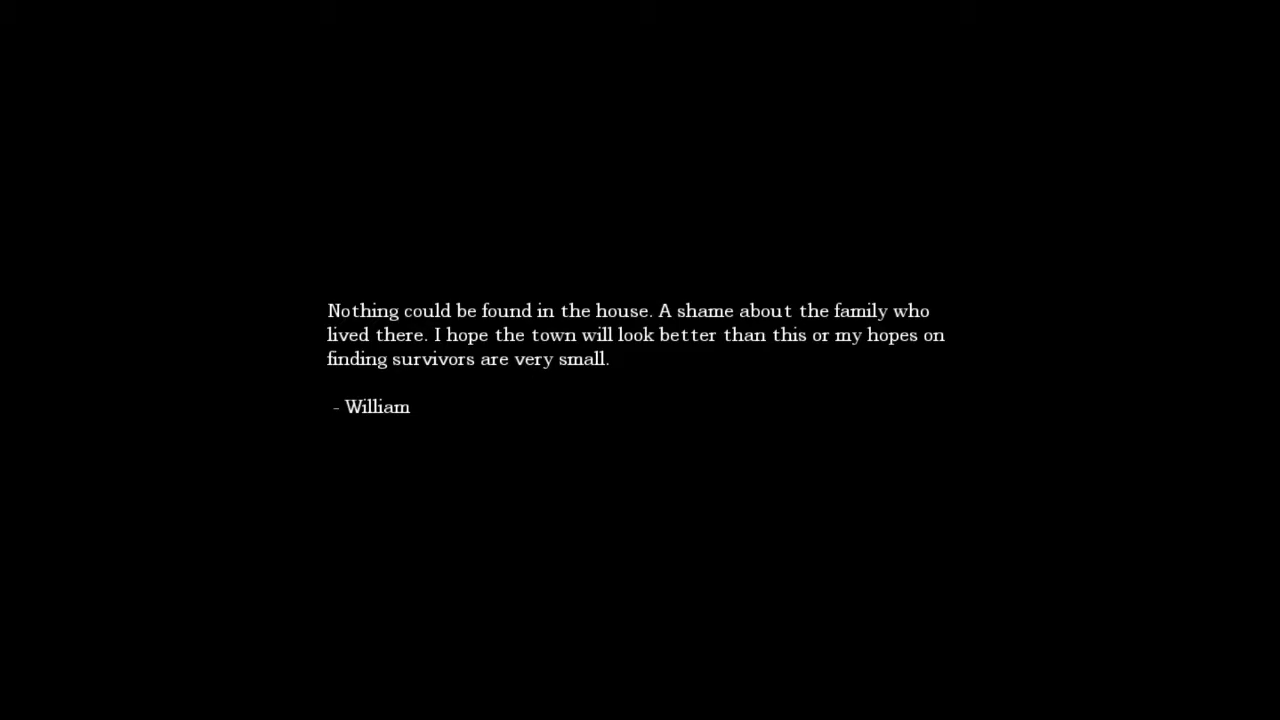 Nothing could be found in the house. A shame about the family who
lived there. I hope the town will look better than this or my hopes on
finding survivors are very small.
- William